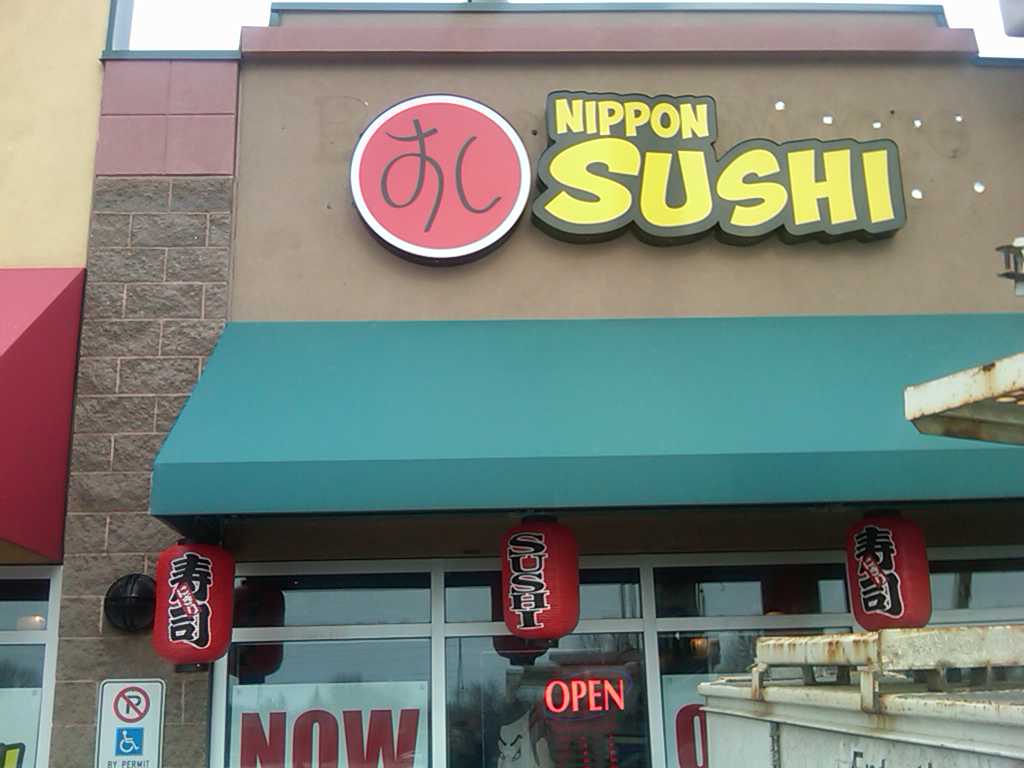 おし
NIPPON
SUSHI
寿司
SUSHI
寿司
OPEN
NOW
BY PERMIT